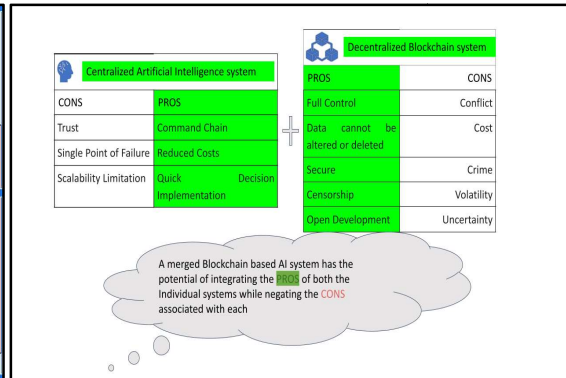 Centralized Artificial Intelligence system
CONS PROS
Trust Command Chain
Single Point of Failure Reduced Costs
Scalability Limitation Quick Decision
Implementation
Decentralized Blockchain system
PROS CONS
Full Control Conflict
Data cannot be Cost
altered or deleted
Secure Crime
Censorship Volatility
Open Development Uncertainty
A merged Blockchain based AI system has the
potential of integrating the PROS of both the
Individual systems while negating the CONS
associated with each